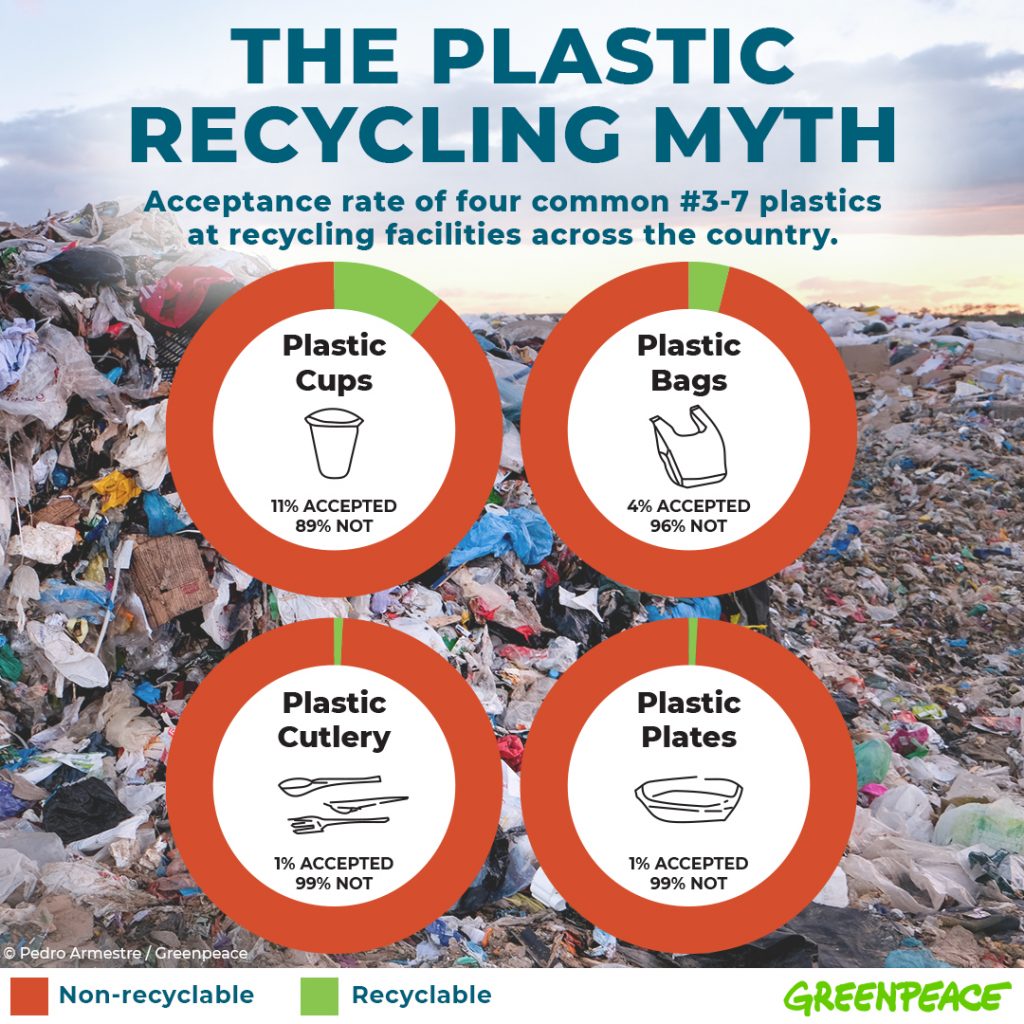 THE PLASTIC
RECYCLING MYTH
Acceptance rate of four common #3-7 plastics
at recycling facilities across the country.
Plastic
Cups
11% ACCEPTED
89% NOT
Plastic
Bags
4% ACCEPTED
96% NOT
Plastic
Cutlery
1% ACCEPTED
99% NOT
Plastic
Plates
1% ACCEPTED
99% NOT
© Pedro Armestre / Greenpeace
Non-recyclable
Recyclable
GREENPEACE